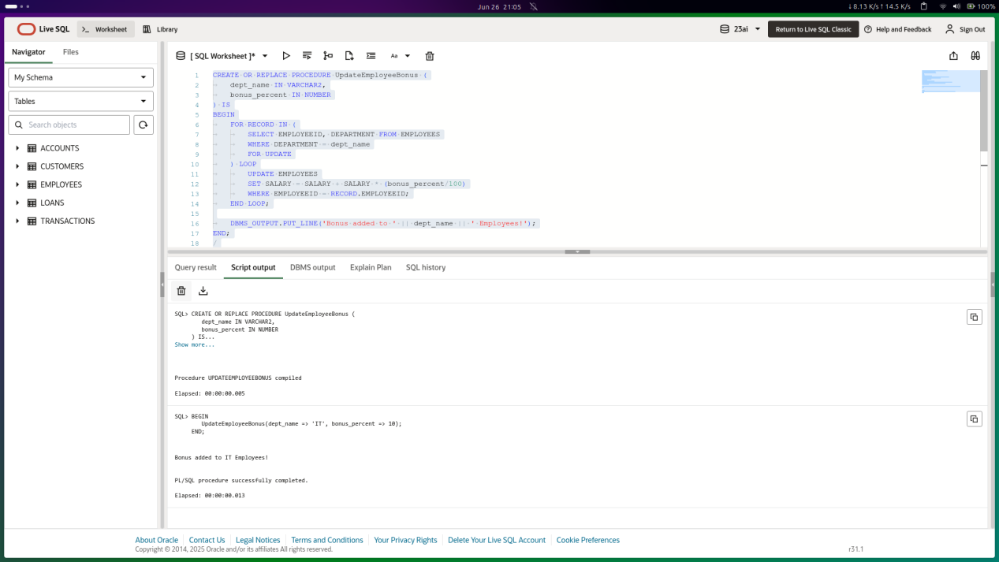 Jun 26 21:05
↓ 8.13 K/s ↑ 14.5 K/s
100%
Live SQL
>_ Worksheet
Library
23ai
Return to Live SQL Classic
Help and Feedback
Sign Out
Navigator
Files
My Schema
Tables
Search objects
ACCOUNTS
CUSTOMERS
EMPLOYEES
LOANS
TRANSACTIONS
[ SQL Worksheet ]*
Aa
1 CREATE OR REPLACE PROCEDURE UpdateEmployeeBonus (
2 dept_name IN VARCHAR2,
3 bonus_percent IN NUMBER
4 ) IS
5 BEGIN
6 FOR RECORD IN (
7 SELECT EMPLOYEEID, DEPARTMENT FROM EMPLOYEES
8 WHERE DEPARTMENT = dept_name
9 FOR UPDATE
10 ) LOOP
11 UPDATE EMPLOYEES
12 SET SALARY = SALARY + SALARY * (bonus_percent/100)
13 WHERE EMPLOYEEID = RECORD.EMPLOYEEID;
14 END LOOP;
15
16 DBMS_OUTPUT.PUT_LINE('Bonus added to ' || dept_name || ' Employees!');
17 END;
18 /
Query result
Script output
DBMS output
Explain Plan
SQL history
SQL> CREATE OR REPLACE PROCEDURE UpdateEmployeeBonus (
dept_name IN VARCHAR2,
bonus_percent IN NUMBER
) IS...
Show more...
Procedure UPDATEEMPLOYEEBONUS compiled
Elapsed: 00:00:00.005
SQL> BEGIN
UpdateEmployeeBonus(dept_name => 'IT', bonus_percent => 10);
END;
Bonus added to IT Employees!
PL/SQL procedure successfully completed.
Elapsed: 00:00:00.013
About Oracle
Contact Us
Legal Notices
Terms and Conditions
Your Privacy Rights
Delete Your Live SQL Account
Cookie Preferences
Copyright © 2014, 2025 Oracle and/or its affiliates All rights reserved.
r31.1